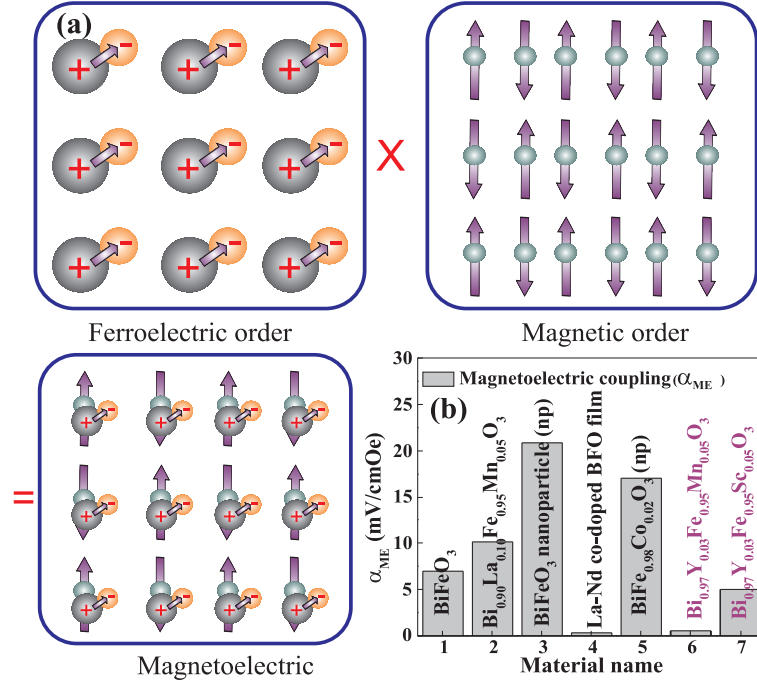 (a)
+ - + - + -
X
+ - + - + -
+ - + - + -
Ferroelectric order
Magnetic order
=
+ - + - + - + -
+ - + - + - + -
+ - + - + - + -
Magnetoelectric
(b)
Magnetoelectric coupling(α_ME )
α_ME (mV/cmOe)
30
25
20
15
10
5
0
BiFeO₃
Bi₀.₉₀La₀.₁₀Fe₀.₉₅Mn₀.₀₅O₃
BiFeO₃ nanoparticle (np)
La-Nd co-doped BFO film
BiFe₀.₉₈Co₀.₀₂O₃ (np)
Bi₀.₉₇Y₀.₀₃Fe₀.₉₅Mn₀.₀₅O₃
Bi₀.₉₇Y₀.₀₃Fe₀.₉₅Sc₀.₀₅O₃
1 2 3 4 5 6 7
Material name